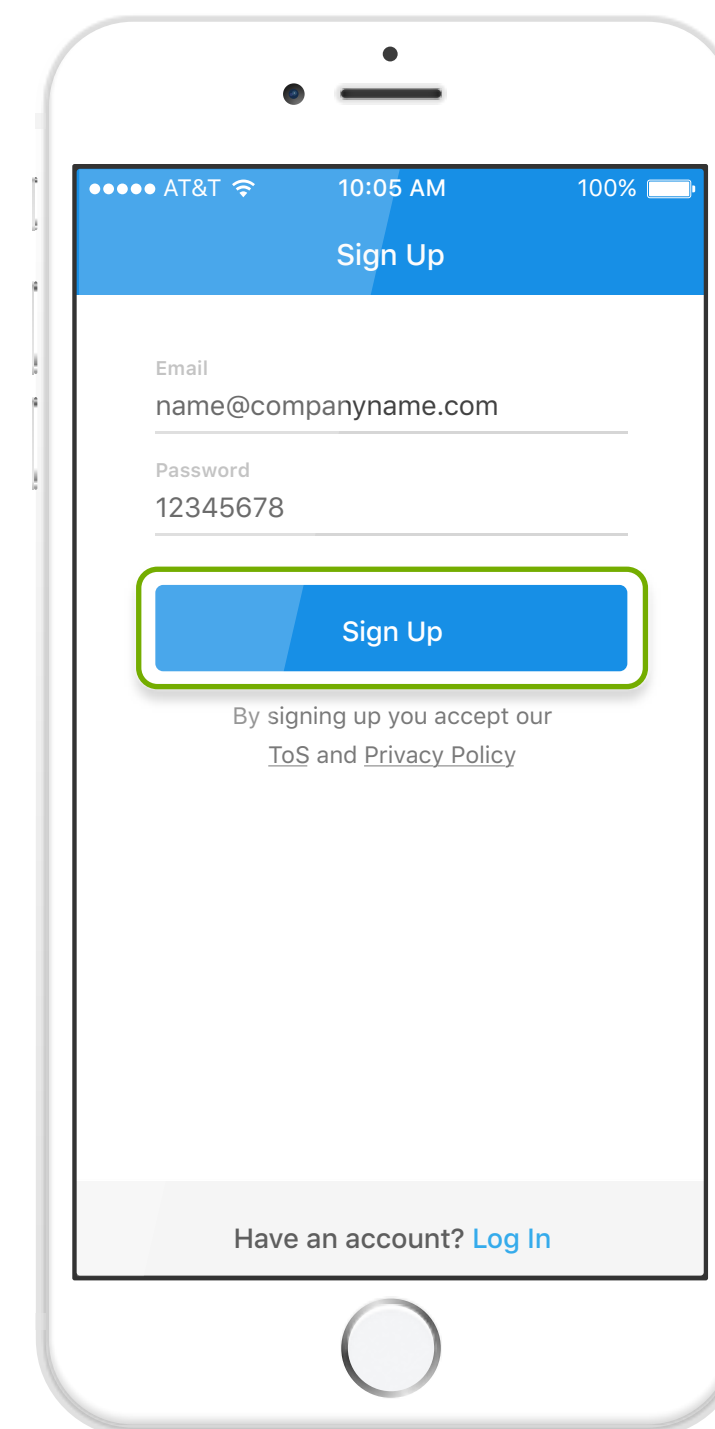 AT&T 10:05 AM 100%
Sign Up
Email
name@companyname.com
Password
12345678
Sign Up
By signing up you accept our
ToS and Privacy Policy
Have an account? Log In